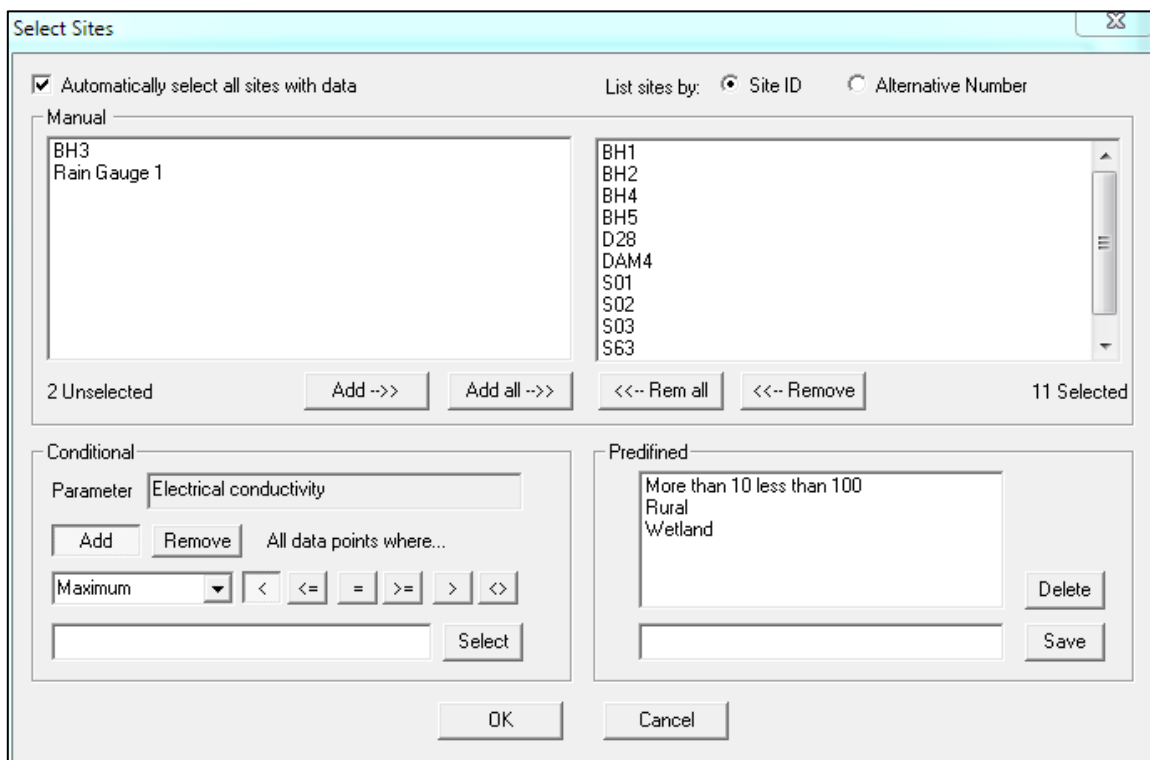 Select Sites
Automatically select all sites with data
List sites by: Site ID Alternative Number
Manual
BH3
Rain Gauge 1
BH1
BH2
BH4
BH5
D28
DAM4
S01
S02
S03
S63
2 Unselected Add -->> Add all -->> <<-- Rem all <<-- Remove 11 Selected
Conditional
Parameter Electrical conductivity
Add Remove All data points where...
Maximum < <= = >= > <>
Select
Predifined
More than 10 less than 100
Rural
Wetland
Delete
Save
OK Cancel